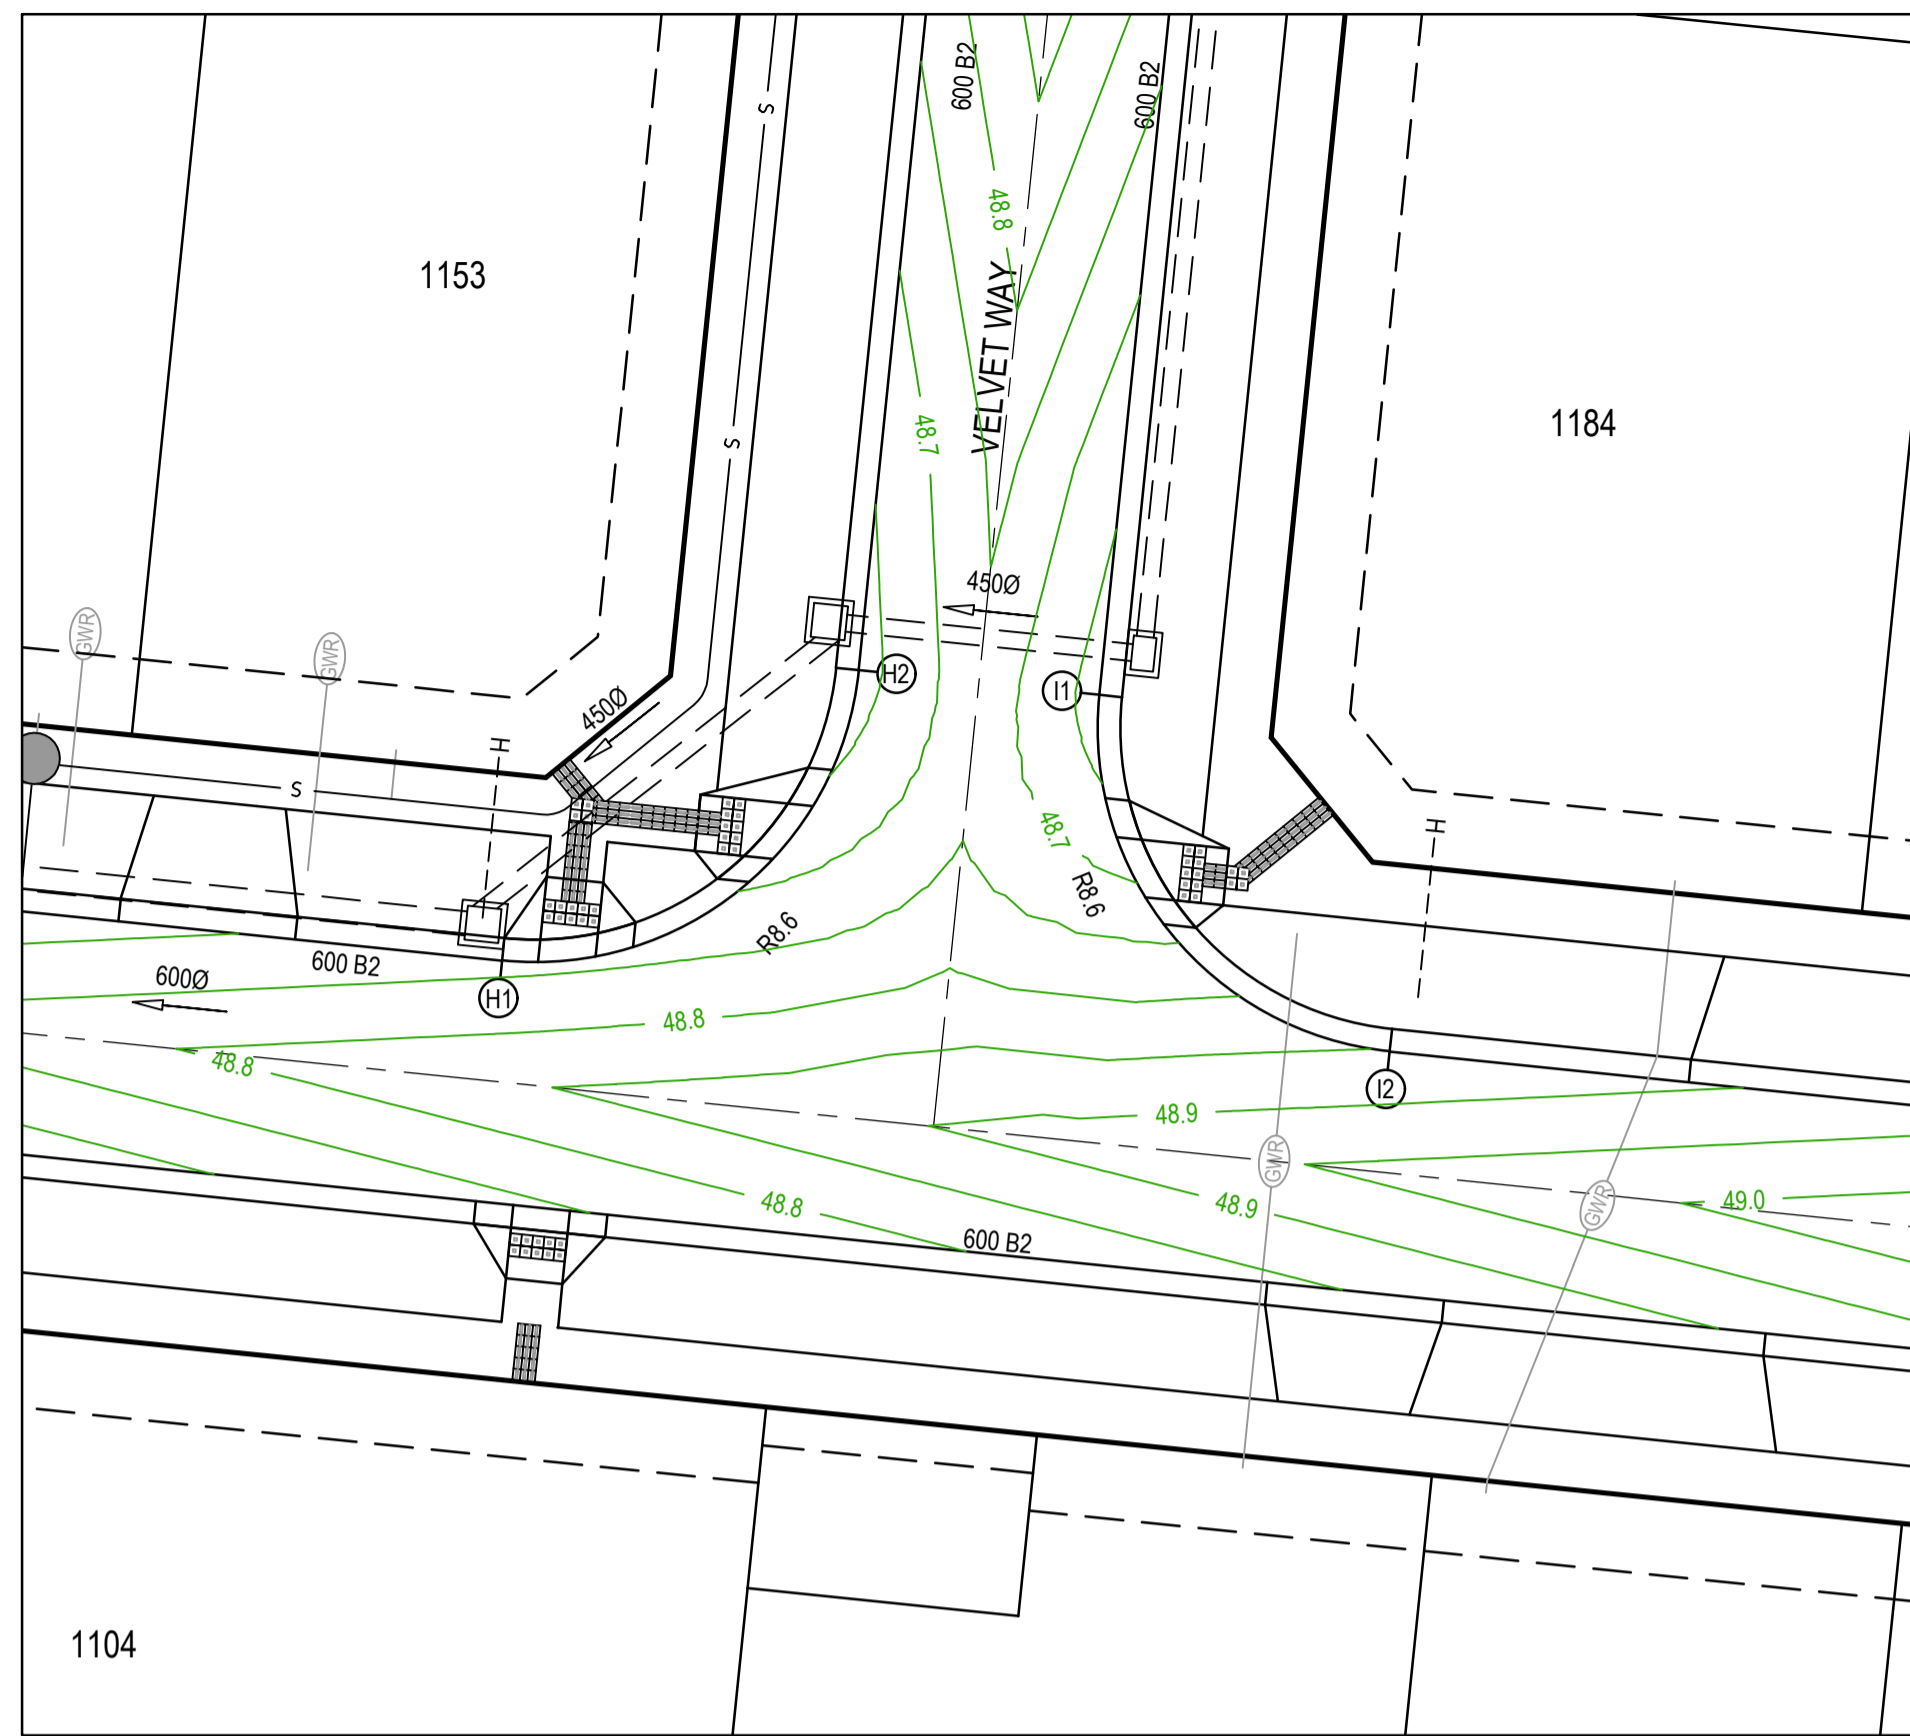 600 B2
600 B2
S
48.8
1153
VELVET WAY
1184
48.7
S
450Ø
GWR
GWR
H2
I1
450Ø
H
S
48.7
H
R8.6
R8.6
600 B2
600Ø
H1
48.8
48.8
I2
48.9
GWR
GWR
48.8
48.9
49.0
600 B2
1104